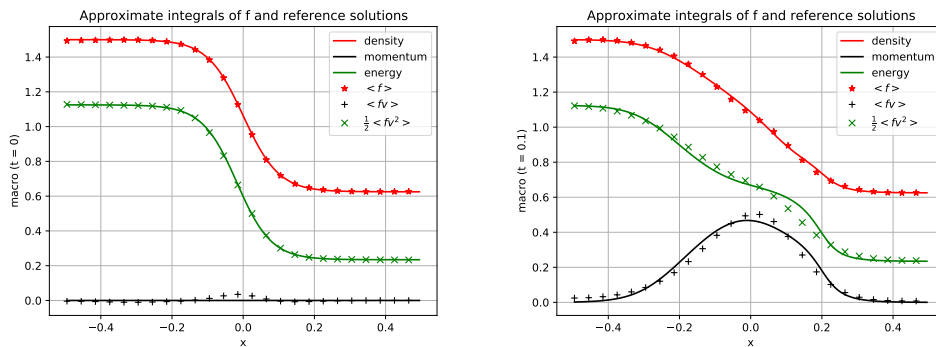 Approximate integrals of f and reference solutions
density
momentum
energy
< f >
< fv >
½ < fv² >
macro (t = 0)
1.4
1.2
1.0
0.8
0.6
0.4
0.2
0.0
−0.4 −0.2 0.0 0.2 0.4
x
Approximate integrals of f and reference solutions
density
momentum
energy
< f >
< fv >
½ < fv² >
macro (t = 0.1)
1.4
1.2
1.0
0.8
0.6
0.4
0.2
0.0
−0.4 −0.2 0.0 0.2 0.4
x